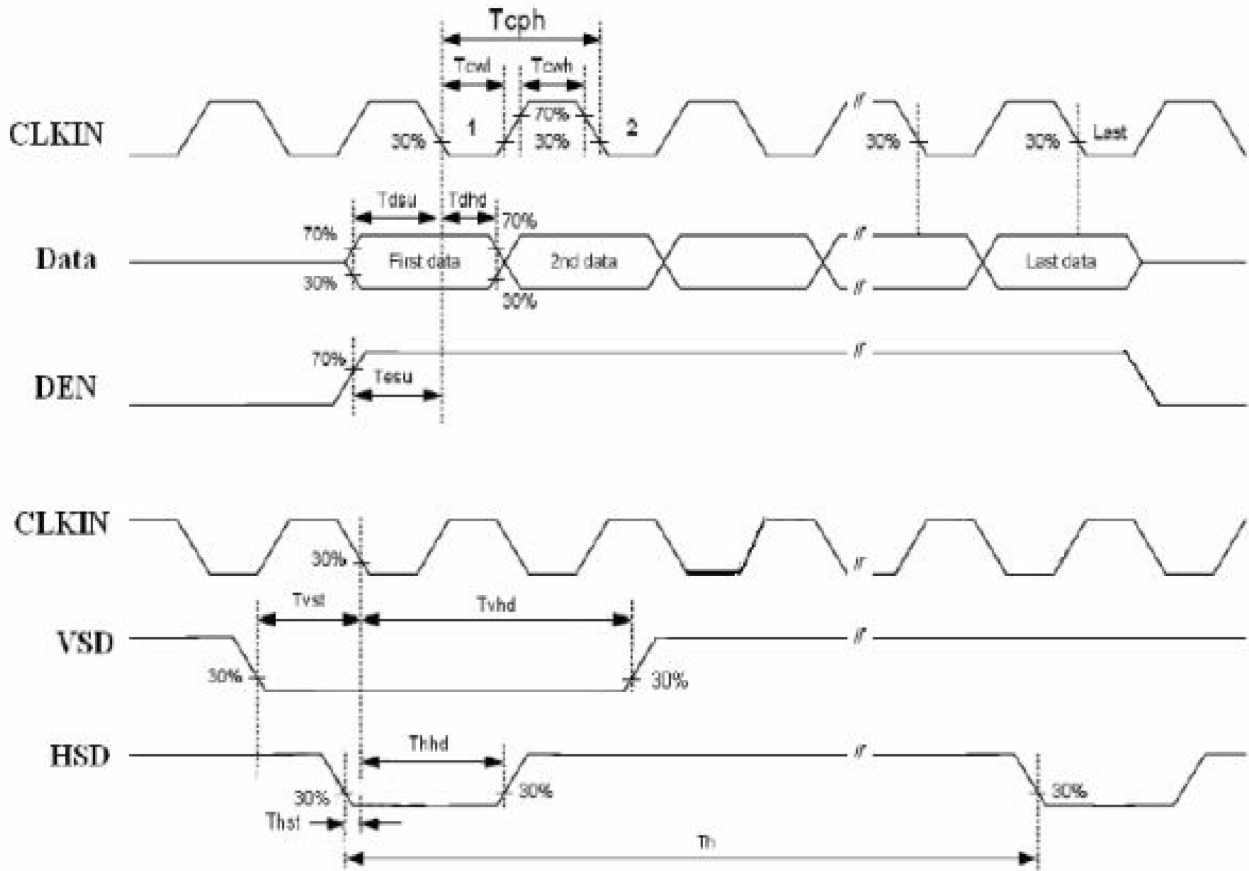 Tcph
Tcwl Tcwh
CLKIN 30% 1 70% 30% 2 30% 30% Last
Tdsu Tdhd
70% 70%
Data First data 2nd data Last data
30% 30%
70%
DEN Tesu
CLKIN
30%
Tvst Tvhd
VSD
30% 30%
HSD Thhd
30% 30% 30%
Thst
Th